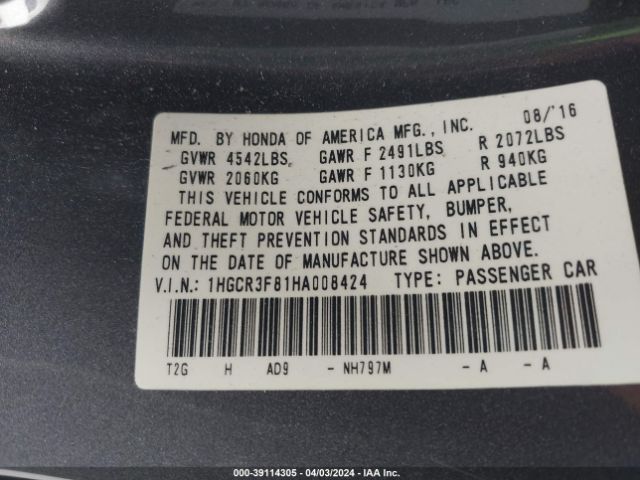 08/'16
MFD. BY HONDA OF AMERICA MFG., INC.
GVWR 4542LBS GAWR F 2491LBS R 2072LBS
GVWR 2060KG GAWR F 1130KG R 940KG
THIS VEHICLE CONFORMS TO ALL APPLICABLE
FEDERAL MOTOR VEHICLE SAFETY, BUMPER,
AND THEFT PREVENTION STANDARDS IN EFFECT
ON THE DATE OF MANUFACTURE SHOWN ABOVE.
V.I.N.: 1HGCR3F81HA008424 TYPE: PASSENGER CAR
T2G H AD9 - NH797M - A - A
000-39114305 - 04/03/2024 - IAA Inc.